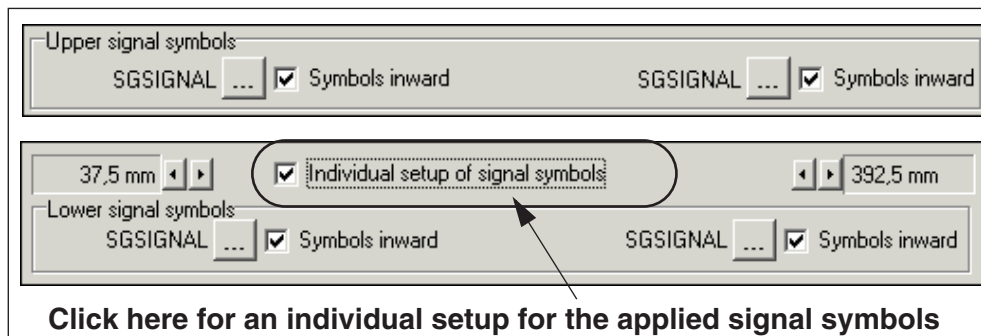 Upper signal symbols
SGSIGNAL ... Symbols inward SGSIGNAL ... Symbols inward
37,5 mm Individual setup of signal symbols 392,5 mm
Lower signal symbols
SGSIGNAL ... Symbols inward SGSIGNAL ... Symbols inward
Click here for an individual setup for the applied signal symbols